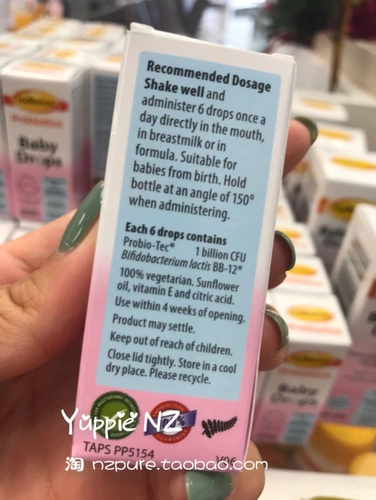 Recommended Dosage
Shake well and
administer 6 drops once a
day directly in the mouth,
in breastmilk or in
formula. Suitable for
babies from birth. Hold
bottle at an angle of 150°
when administering.
Each 6 drops contains
Probio-Tec® 1 billion CFU
Bifidobacterium lactis BB-12®
100% vegetarian. Sunflower
oil, vitamin E and citric acid.
Use within 4 weeks of opening.
Product may settle.
Keep out of reach of children.
Close lid tightly. Store in a cool
dry place. Please recycle.
TAPS PP5154
Baby
Drops
Baby
Yuppie NZ
淘 nzpure.taobao.com